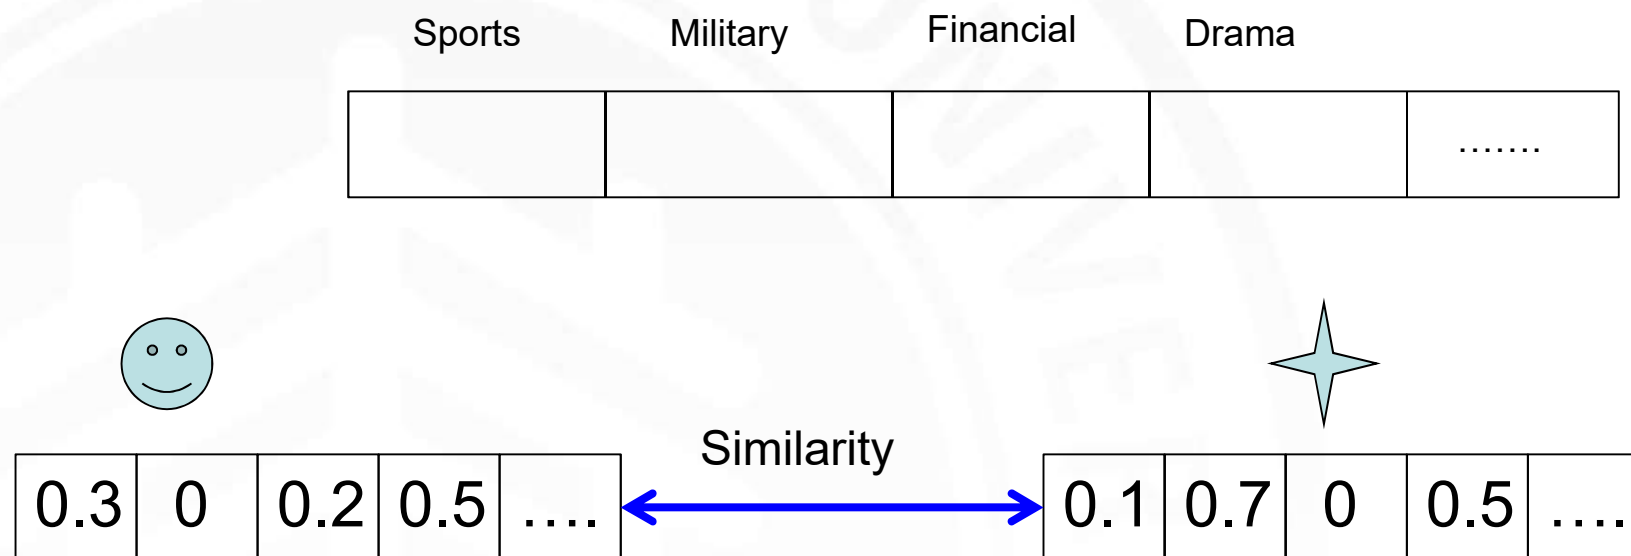 Sports Military Financial Drama
.......
Similarity
0.3 0 0.2 0.5 .... 0.1 0.7 0 0.5 ....